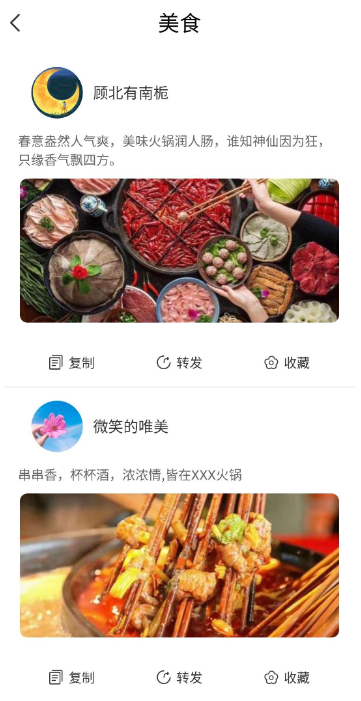 美食
顾北有南栀
春意盎然人气爽，美味火锅润人肠，谁知神仙因为狂，
只缘香气飘四方。
复制 转发 收藏
微笑的唯美
串串香，杯杯酒，浓浓情,皆在XXX火锅
复制 转发 收藏